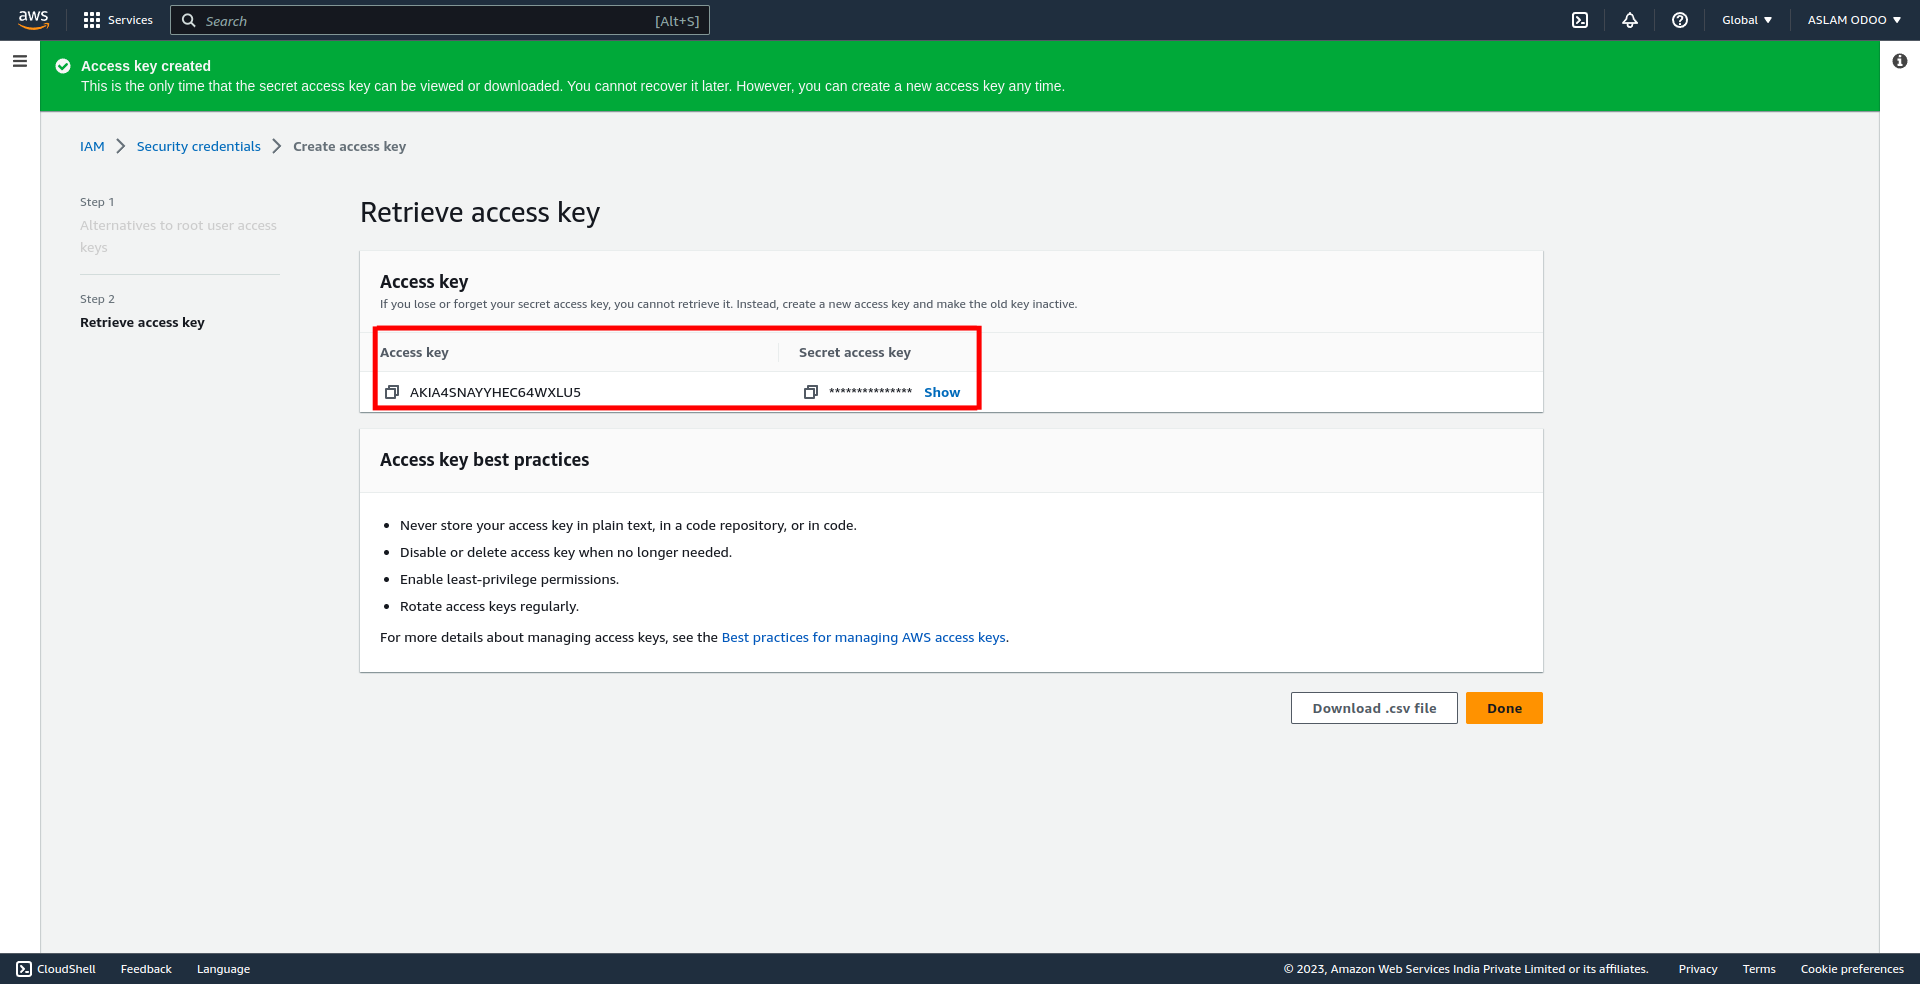 aws
Services
Search
[Alt+S]
Global
ASLAM ODOO
Access key created
This is the only time that the secret access key can be viewed or downloaded. You cannot recover it later. However, you can create a new access key any time.
IAM
Security credentials
Create access key
Step 1
Alternatives to root user access
keys
Step 2
Retrieve access key
Retrieve access key
Access key
If you lose or forget your secret access key, you cannot retrieve it. Instead, create a new access key and make the old key inactive.
Access key
Secret access key
AKIA4SNAYYHEC64WXLU5
*************** Show
Access key best practices
• Never store your access key in plain text, in a code repository, or in code.
• Disable or delete access key when no longer needed.
• Enable least-privilege permissions.
• Rotate access keys regularly.
For more details about managing access keys, see the Best practices for managing AWS access keys.
Download .csv file
Done
CloudShell
Feedback
Language
© 2023, Amazon Web Services India Private Limited or its affiliates.
Privacy
Terms
Cookie preferences